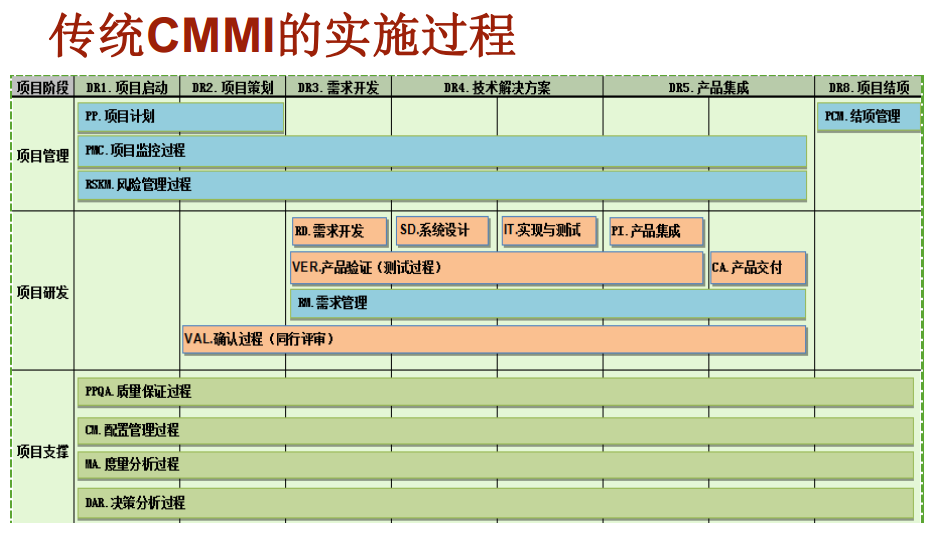 传统CMMI的实施过程
项目阶段 DR1.项目启动 DR2.项目策划 DR3.需求开发 DR4.技术解决方案 DR5.产品集成 DR8.项目结项
项目管理
PP.项目计划
PCM.结项管理
PMC.项目监控过程
RSKM.风险管理过程
项目研发
RD.需求开发 SD.系统设计 IT.实现与测试 PI.产品集成
VER.产品验证（测试过程） CA.产品交付
RM.需求管理
VAL.确认过程（同行评审）
项目支撑
PPQA.质量保证过程
CM.配置管理过程
MA.度量分析过程
DAR.决策分析过程